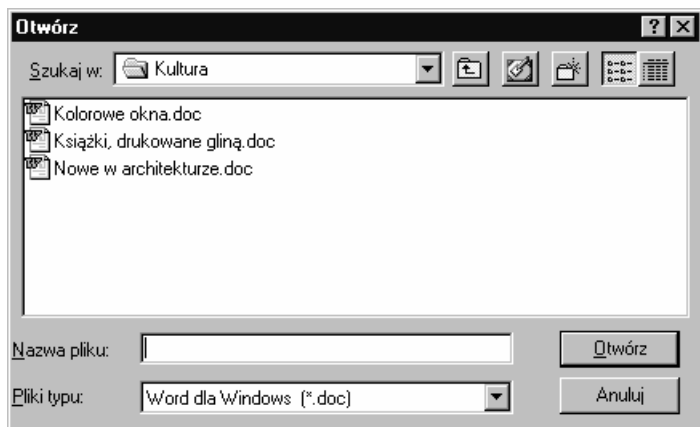 Otwórz
Szukaj w: Kultura
Kolorowe okna.doc
Książki, drukowane gliną.doc
Nowe w architekturze.doc
Nazwa pliku: Otwórz
Pliki typu: Word dla Windows (*.doc) Anuluj